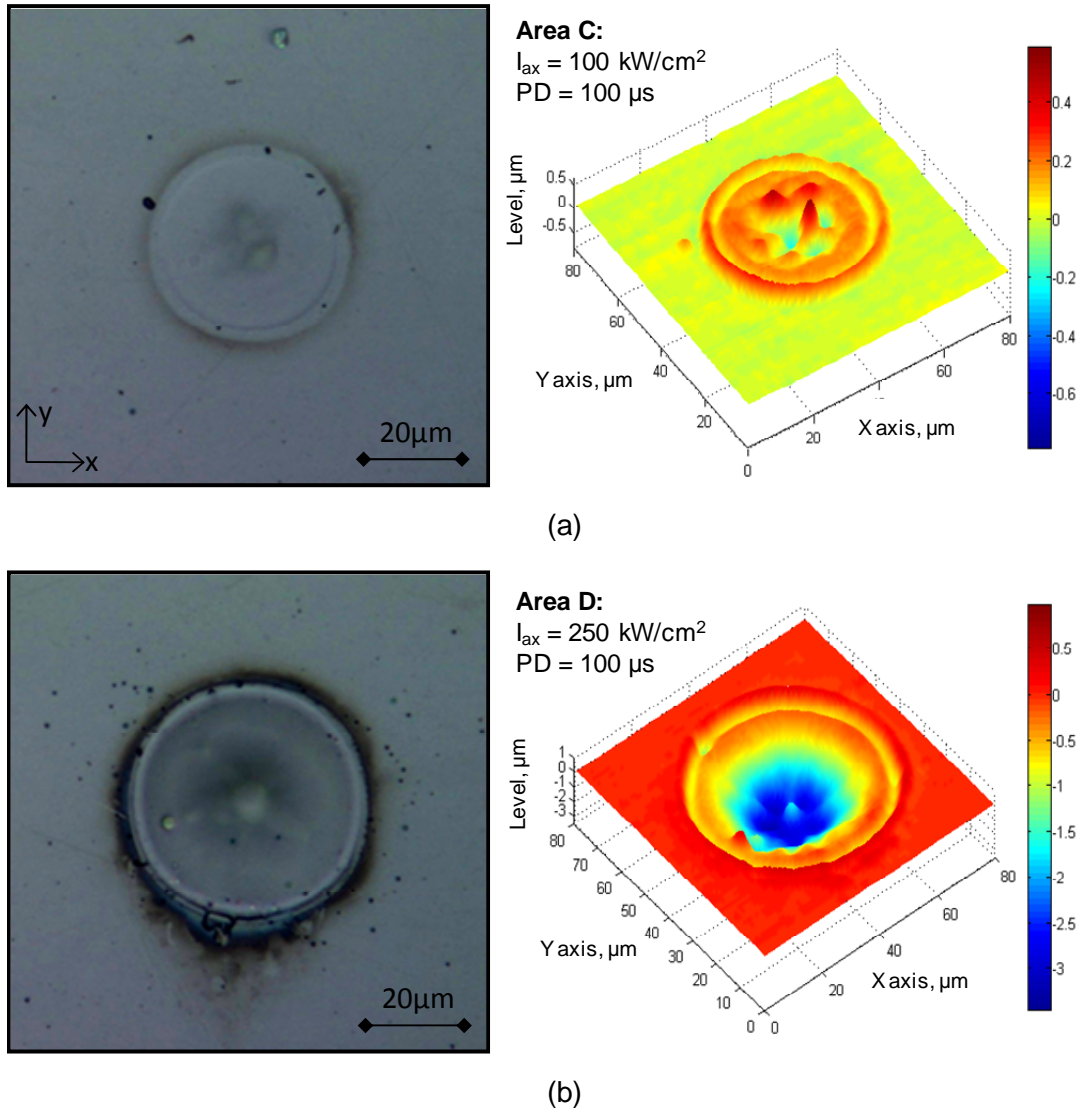 y
x
20µm
Area C:
I_ax = 100 kW/cm²
PD = 100 µs
Level, µm
0.5
0
-0.5
80
60
40
20
0
20
40
60
80
Y axis, µm
X axis, µm
0.4
0.2
0
-0.2
-0.4
-0.6
(a)
20µm
Area D:
I_ax = 250 kW/cm²
PD = 100 µs
Level, µm
1
0
-1
-2
-3
80
70
60
50
40
30
20
10
0
0
20
40
60
80
Y axis, µm
X axis, µm
0.5
0
-0.5
-1
-1.5
-2
-2.5
-3
(b)